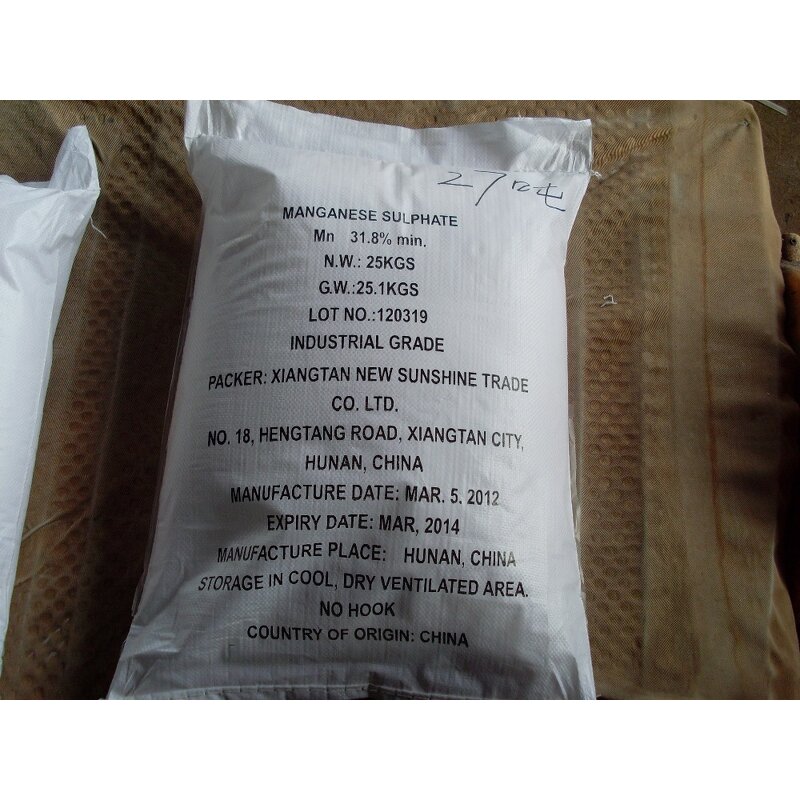 27吨
MANGANESE SULPHATE
Mn 31.8% min.
N.W.: 25KGS
G.W.:25.1KGS
LOT NO.:120319
INDUSTRIAL GRADE
PACKER: XIANGTAN NEW SUNSHINE TRADE
CO. LTD.
NO. 18, HENGTANG ROAD, XIANGTAN CITY,
HUNAN, CHINA
MANUFACTURE DATE: MAR. 5. 2012
EXPIRY DATE: MAR, 2014
MANUFACTURE PLACE: HUNAN, CHINA
STORAGE IN COOL, DRY VENTILATED AREA.
NO HOOK
COUNTRY OF ORIGIN: CHINA